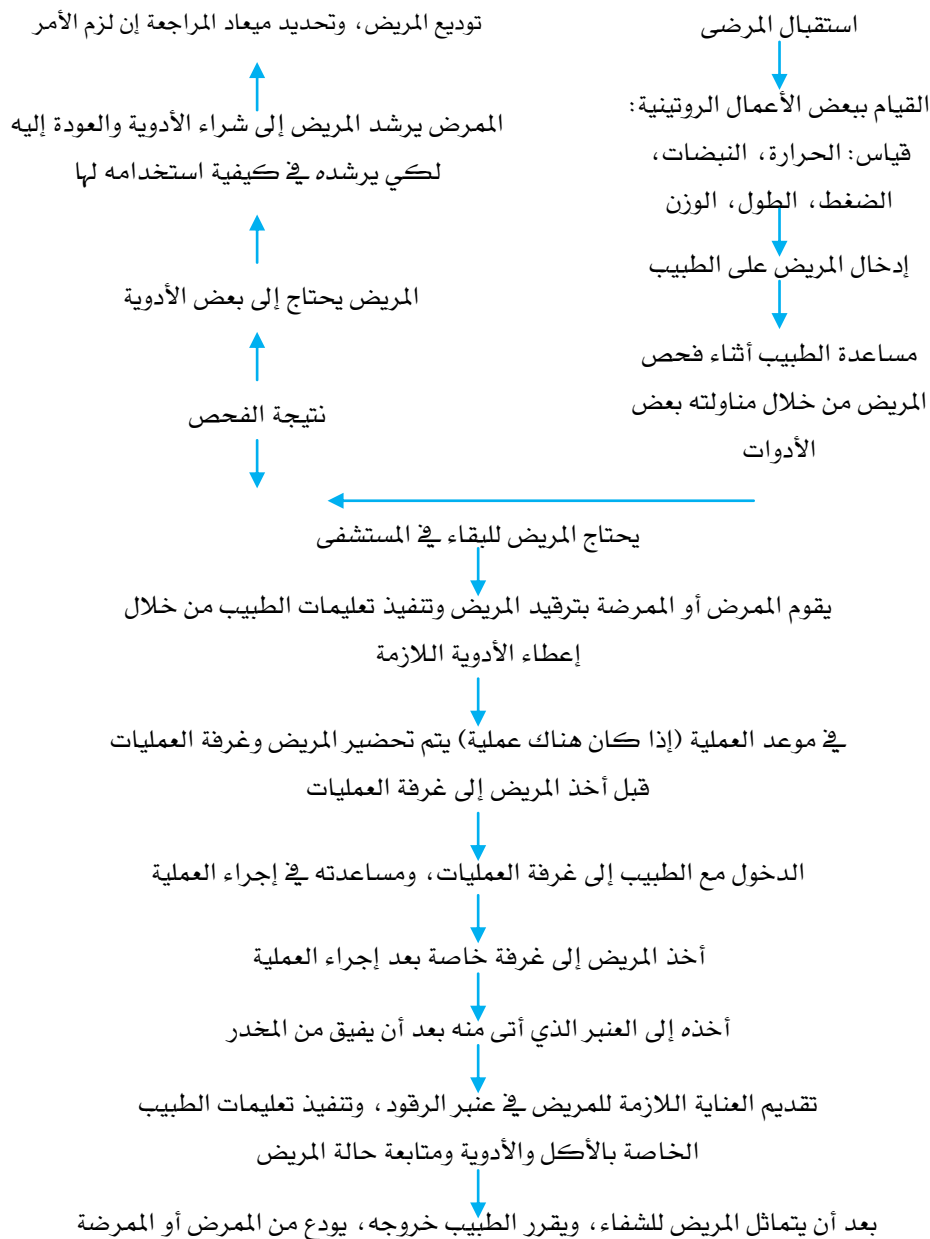 استقبال المرضى
القيام ببعض الأعمال الروتينية:
قياس: الحرارة، النبضات،
الضغط، الطول، الوزن
إدخال المريض على الطبيب
مساعدة الطبيب أثناء فحص
المريض من خلال مناولته بعض
الأدوات
توديع المريض، وتحديد ميعاد المراجعة إن لزم الأمر
الممرض يرشد المريض إلى شراء الأدوية والعودة إليه
لكي يرشده في كيفية استخدامه لها
المريض يحتاج إلى بعض الأدوية
نتيجة الفحص
يحتاج المريض للبقاء في المستشفى
يقوم الممرض أو الممرضة بترقيد المريض وتنفيذ تعليمات الطبيب من خلال
إعطاء الأدوية اللازمة
في موعد العملية (إذا كان هناك عملية) يتم تحضير المريض وغرفة العمليات
قبل أخذ المريض إلى غرفة العمليات
الدخول مع الطبيب إلى غرفة العمليات، ومساعدته في إجراء العملية
أخذ المريض إلى غرفة خاصة بعد إجراء العملية
أخذه إلى العنبر الذي أتى منه بعد أن يفيق من المخدر
تقديم العناية اللازمة للمريض في عنبر الرقود، وتنفيذ تعليمات الطبيب
الخاصة بالأكل والأدوية ومتابعة حالة المريض
بعد أن يتماثل المريض للشفاء، ويقرر الطبيب خروجه، يودع من الممرض أو الممرضة